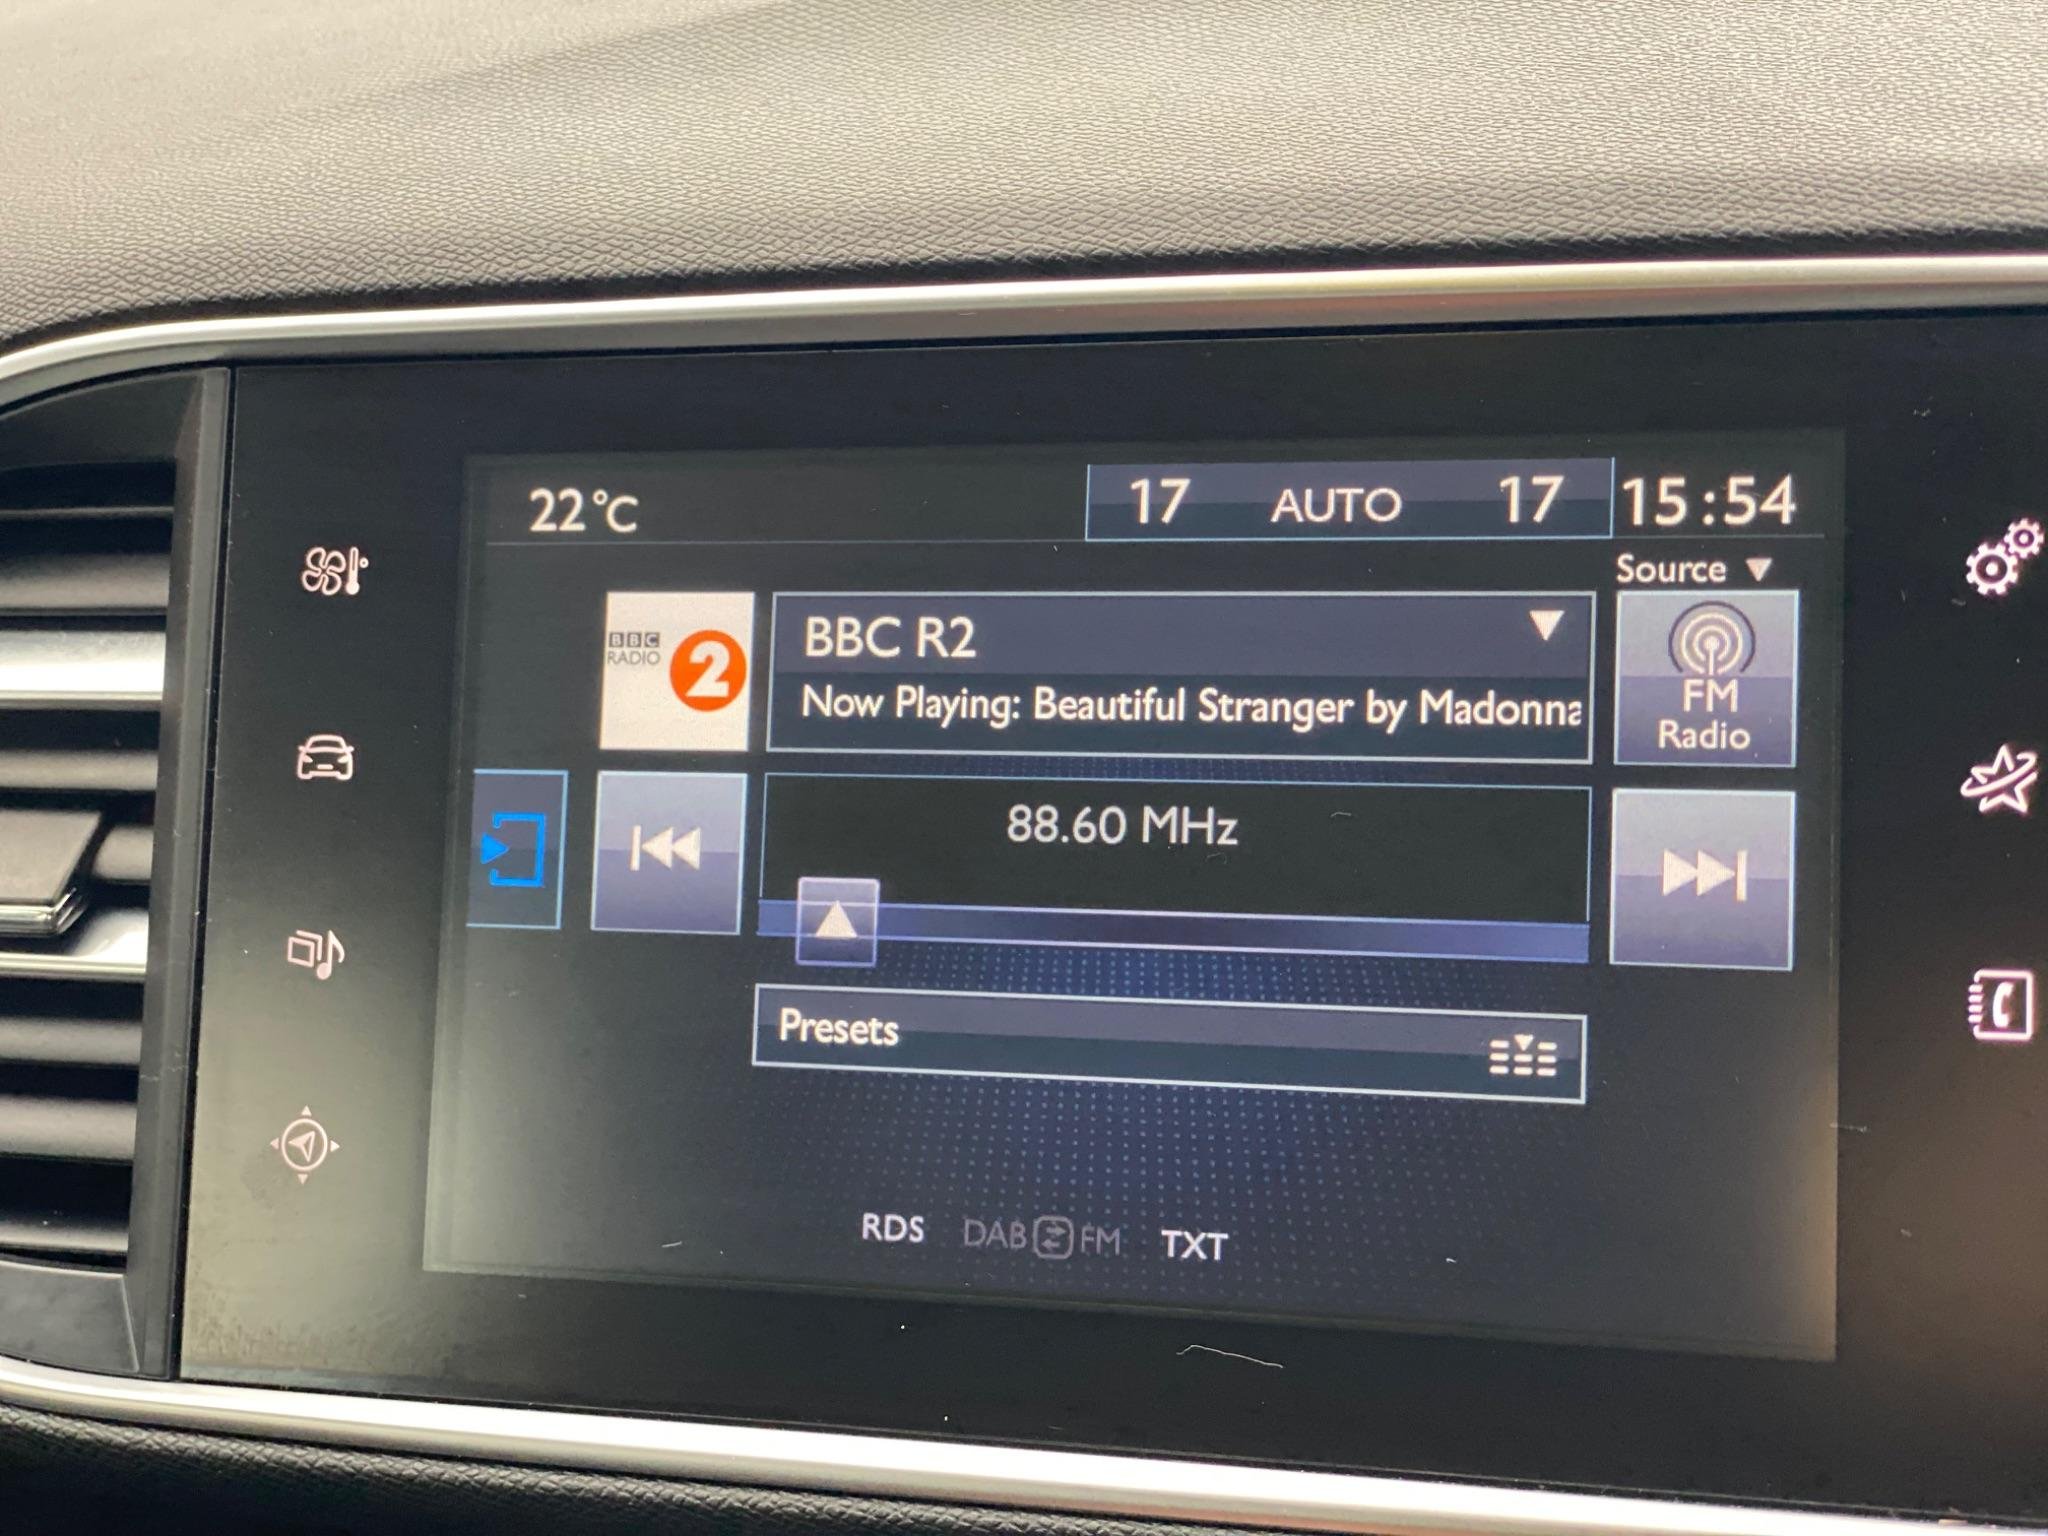 22°C 17 AUTO 17 15:54
Source
BBC
RADIO 2
BBC R2
Now Playing: Beautiful Stranger by Madonna
FM
Radio
88.60 MHz
Presets
RDS DAB FM TXT